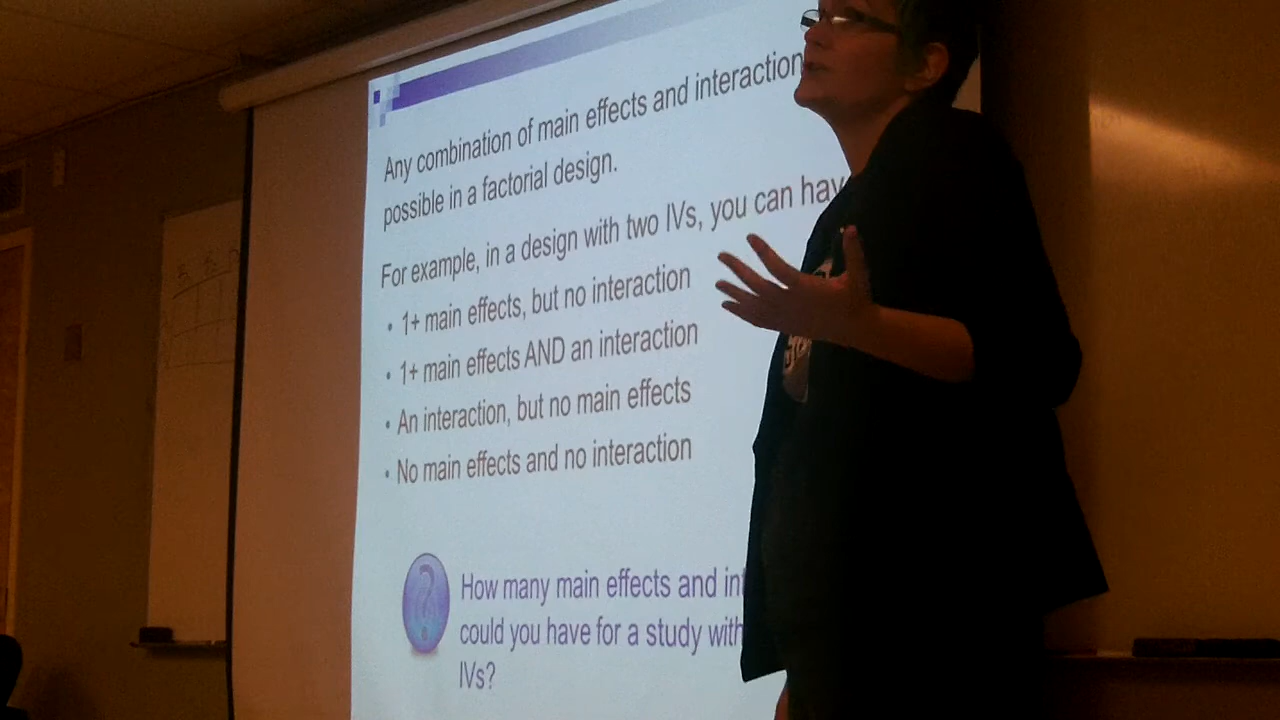 Any combination of main effects and interaction
possible in a factorial design.
For example, in a design with two IVs, you can hav
• 1+ main effects, but no interaction
• 1+ main effects AND an interaction
• An interaction, but no main effects
• No main effects and no interaction
?
How many main effects and int
could you have for a study with
IVs?